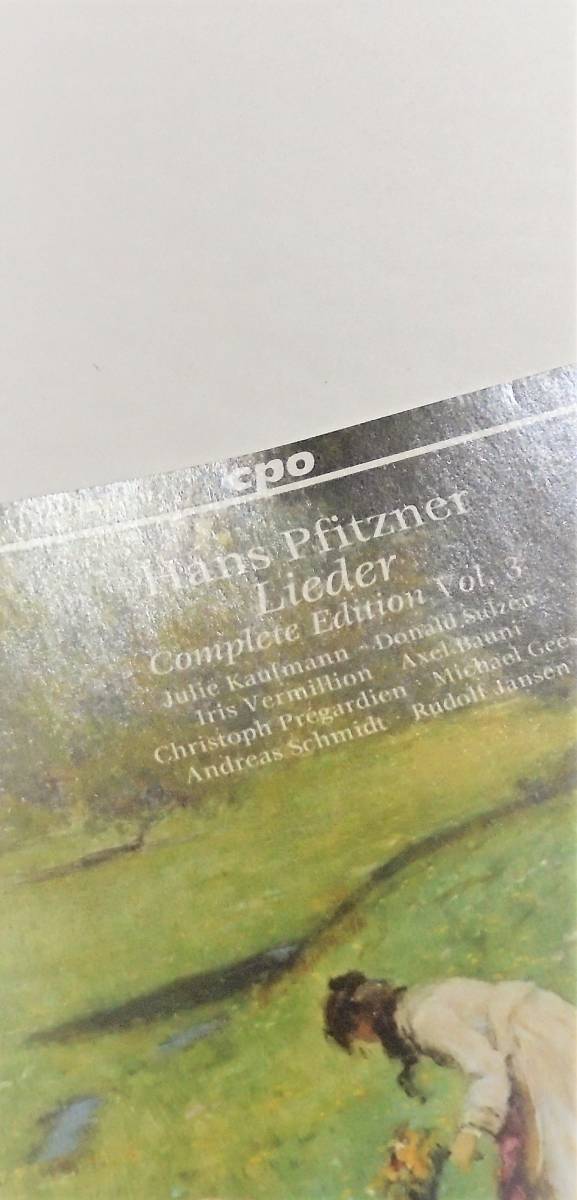 cpo
Hans Pfitzner
Lieder
Complete Edition Vol. 3
Julie Kaufmann · Donald Sulzen
Iris Vermillion · Axel Bauni
Christoph Prégardien · Michael Gees
Andreas Schmidt · Rudolf Jansen